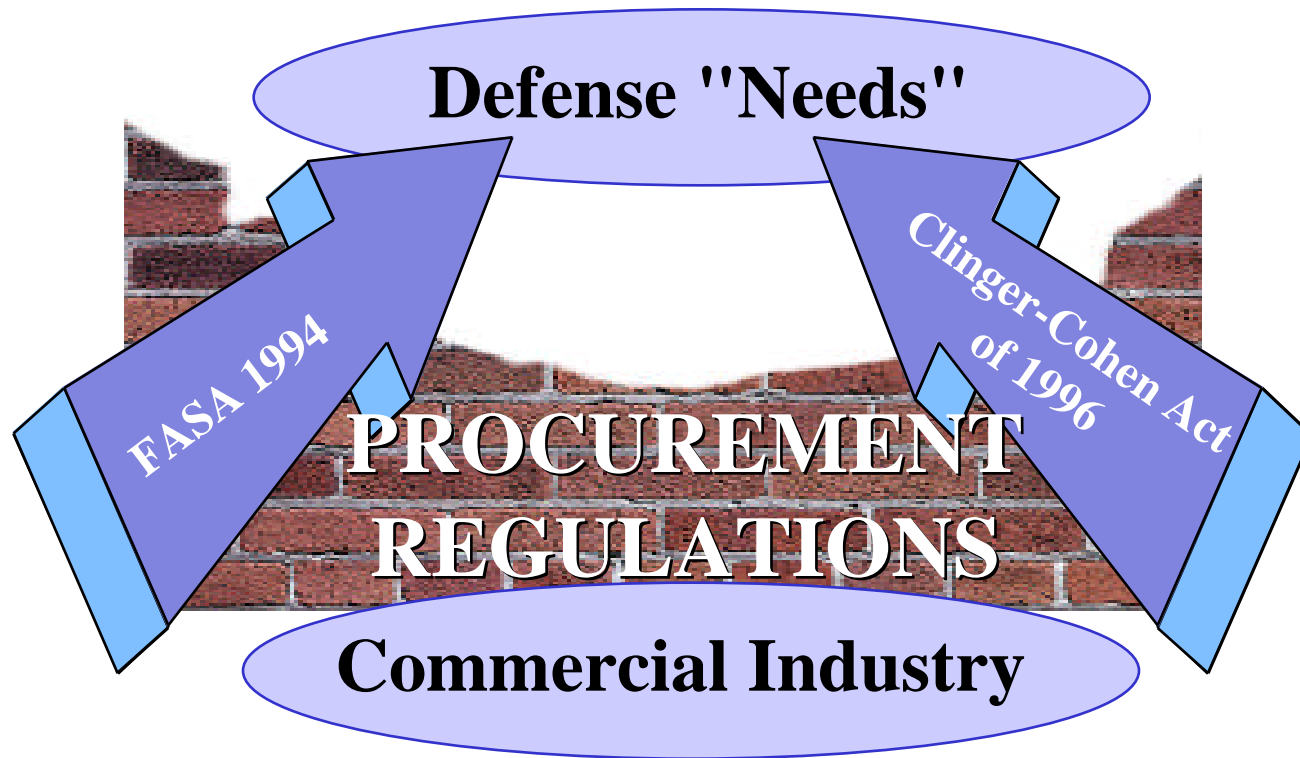 Defense "Needs"
FASA 1994
Clinger-Cohen Act
of 1996
PROCUREMENT
REGULATIONS
Commercial Industry